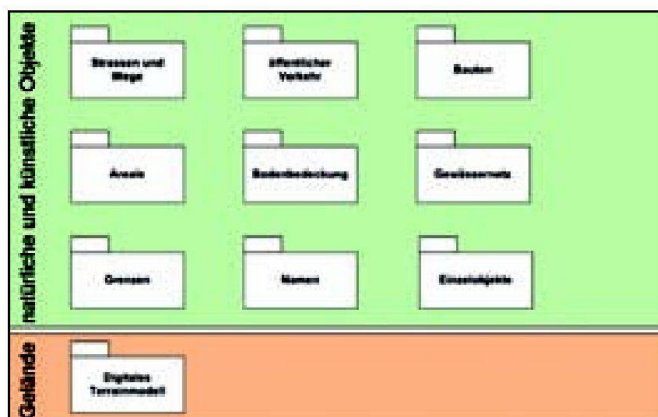 natürliche und künstliche Objekte
Strassen und
Wege
öffentlicher
Verkehr
Bauten
Areale
Bodenbedeckung
Gewässernetz
Grenzen
Namen
Einzelobjekte
Gelände
Digitales
Terrainmodell